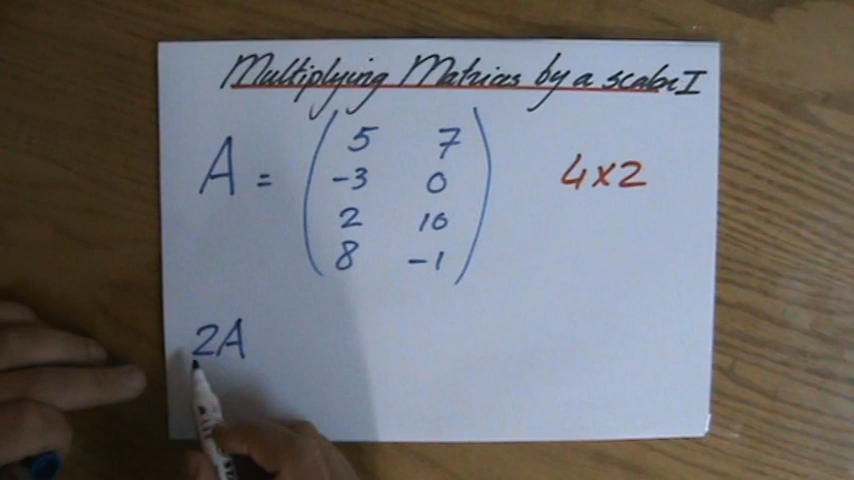 Multiplying Matrices by a scalar I
A = ( 5 7 4x2
-3 0
2 10
8 -1 )
2A